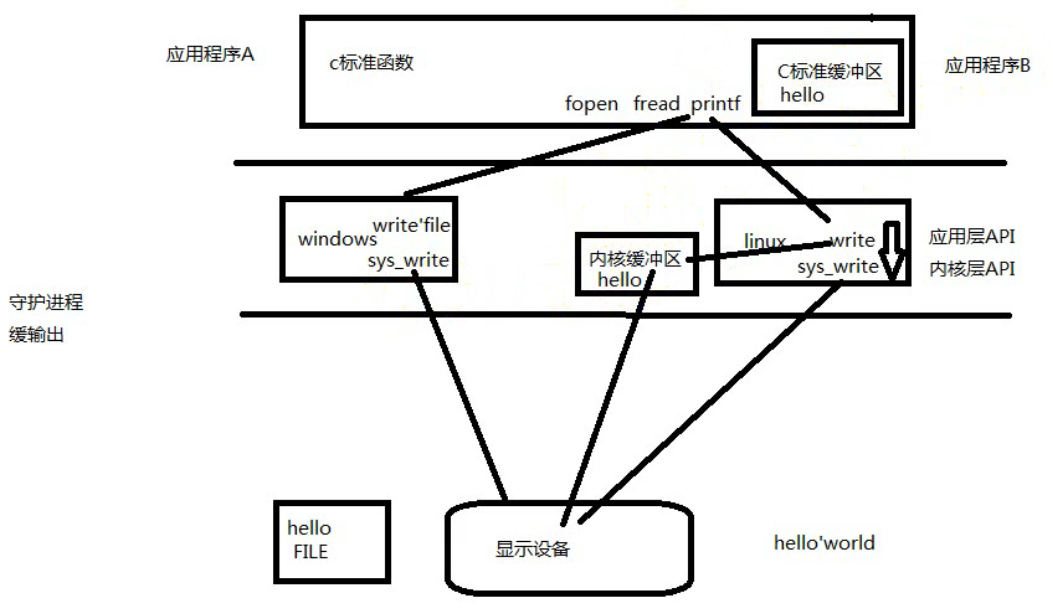 应用程序A
c标准函数
C标准缓冲区
hello
应用程序B
fopen fread printf
windows
write'file
sys_write
内核缓冲区
hello
linux
write
sys_write
应用层API
内核层API
守护进程
缓输出
hello
FILE
显示设备
hello'world